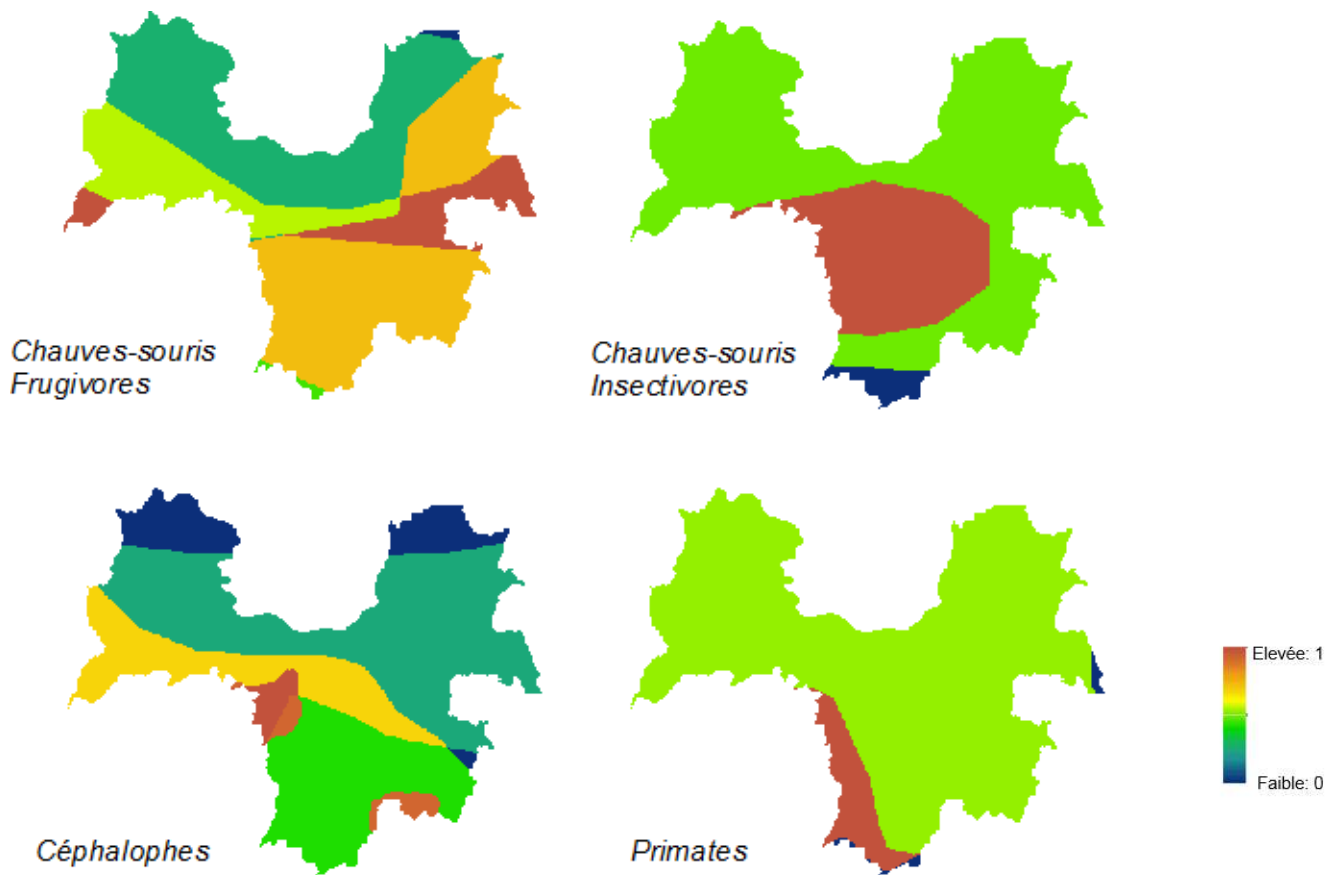 Chauves-souris
Frugivores
Chauves-souris
Insectivores
Céphalophes
Primates
Elevée: 1
Faible: 0